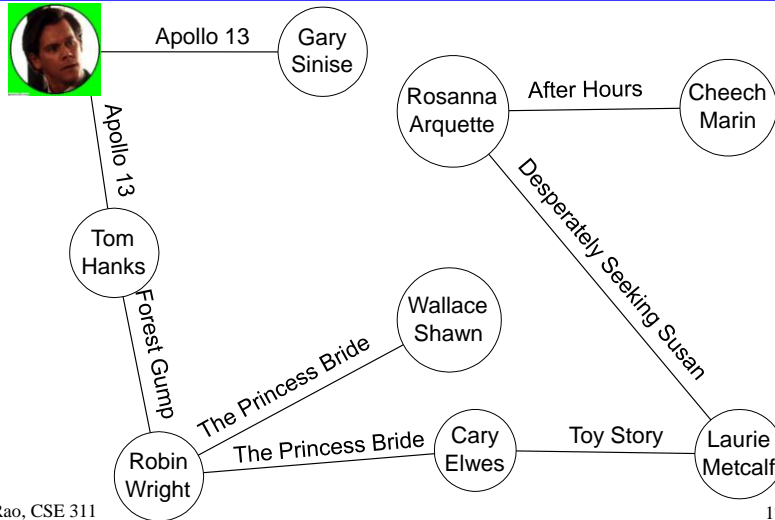 Apollo 13
Gary
Sinise
Rosanna
Arquette
After Hours
Cheech
Marin
Apollo 13
Desperately Seeking Susan
Tom
Hanks
Forest Gump
Wallace
Shawn
The Princess Bride
The Princess Bride
Robin
Wright
Cary
Elwes
Toy Story
Laurie
Metcalf
Rao, CSE 311